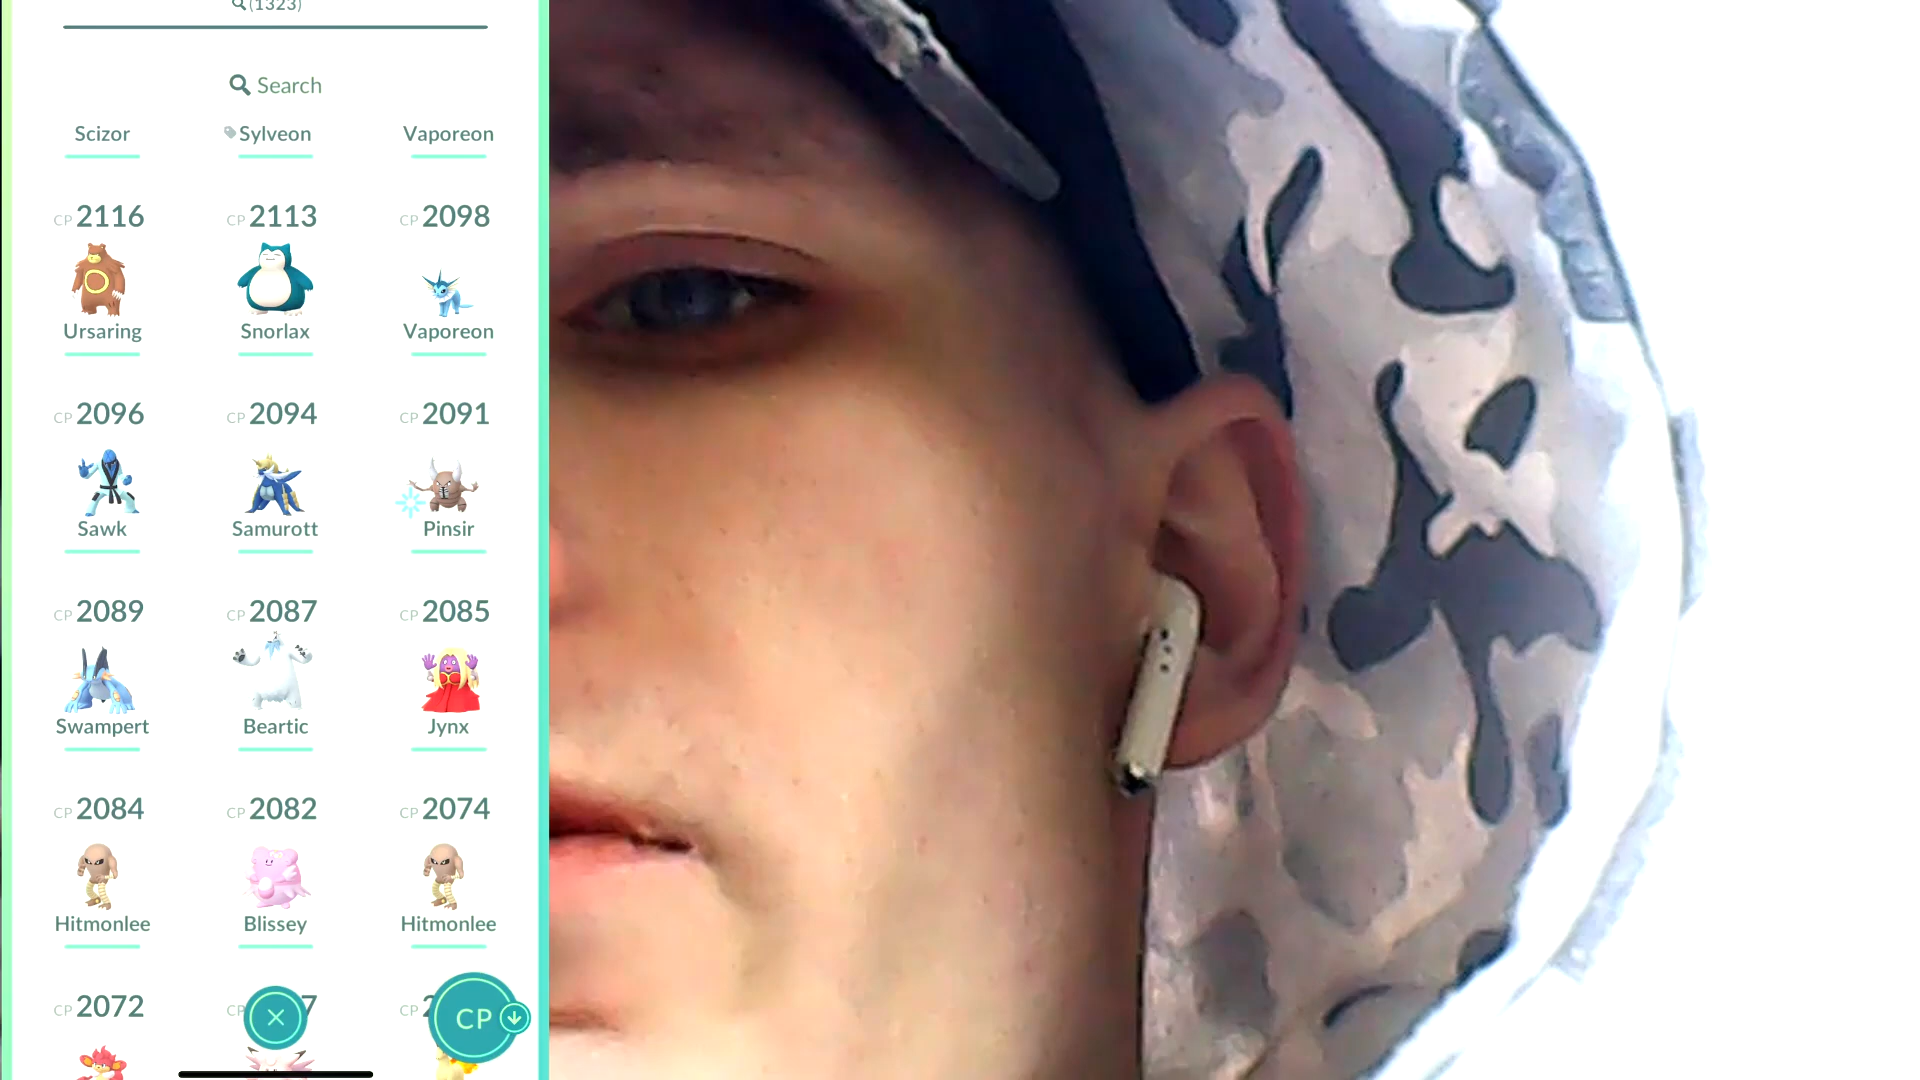 (1323)
Search
Scizor Sylveon Vaporeon
CP 2116 CP 2113 CP 2098
Ursaring Snorlax Vaporeon
CP 2096 CP 2094 CP 2091
Sawk Samurott Pinsir
CP 2089 CP 2087 CP 2085
Swampert Beartic Jynx
CP 2084 CP 2082 CP 2074
Hitmonlee Blissey Hitmonlee
CP 2072 CP 7 CP 2
CP